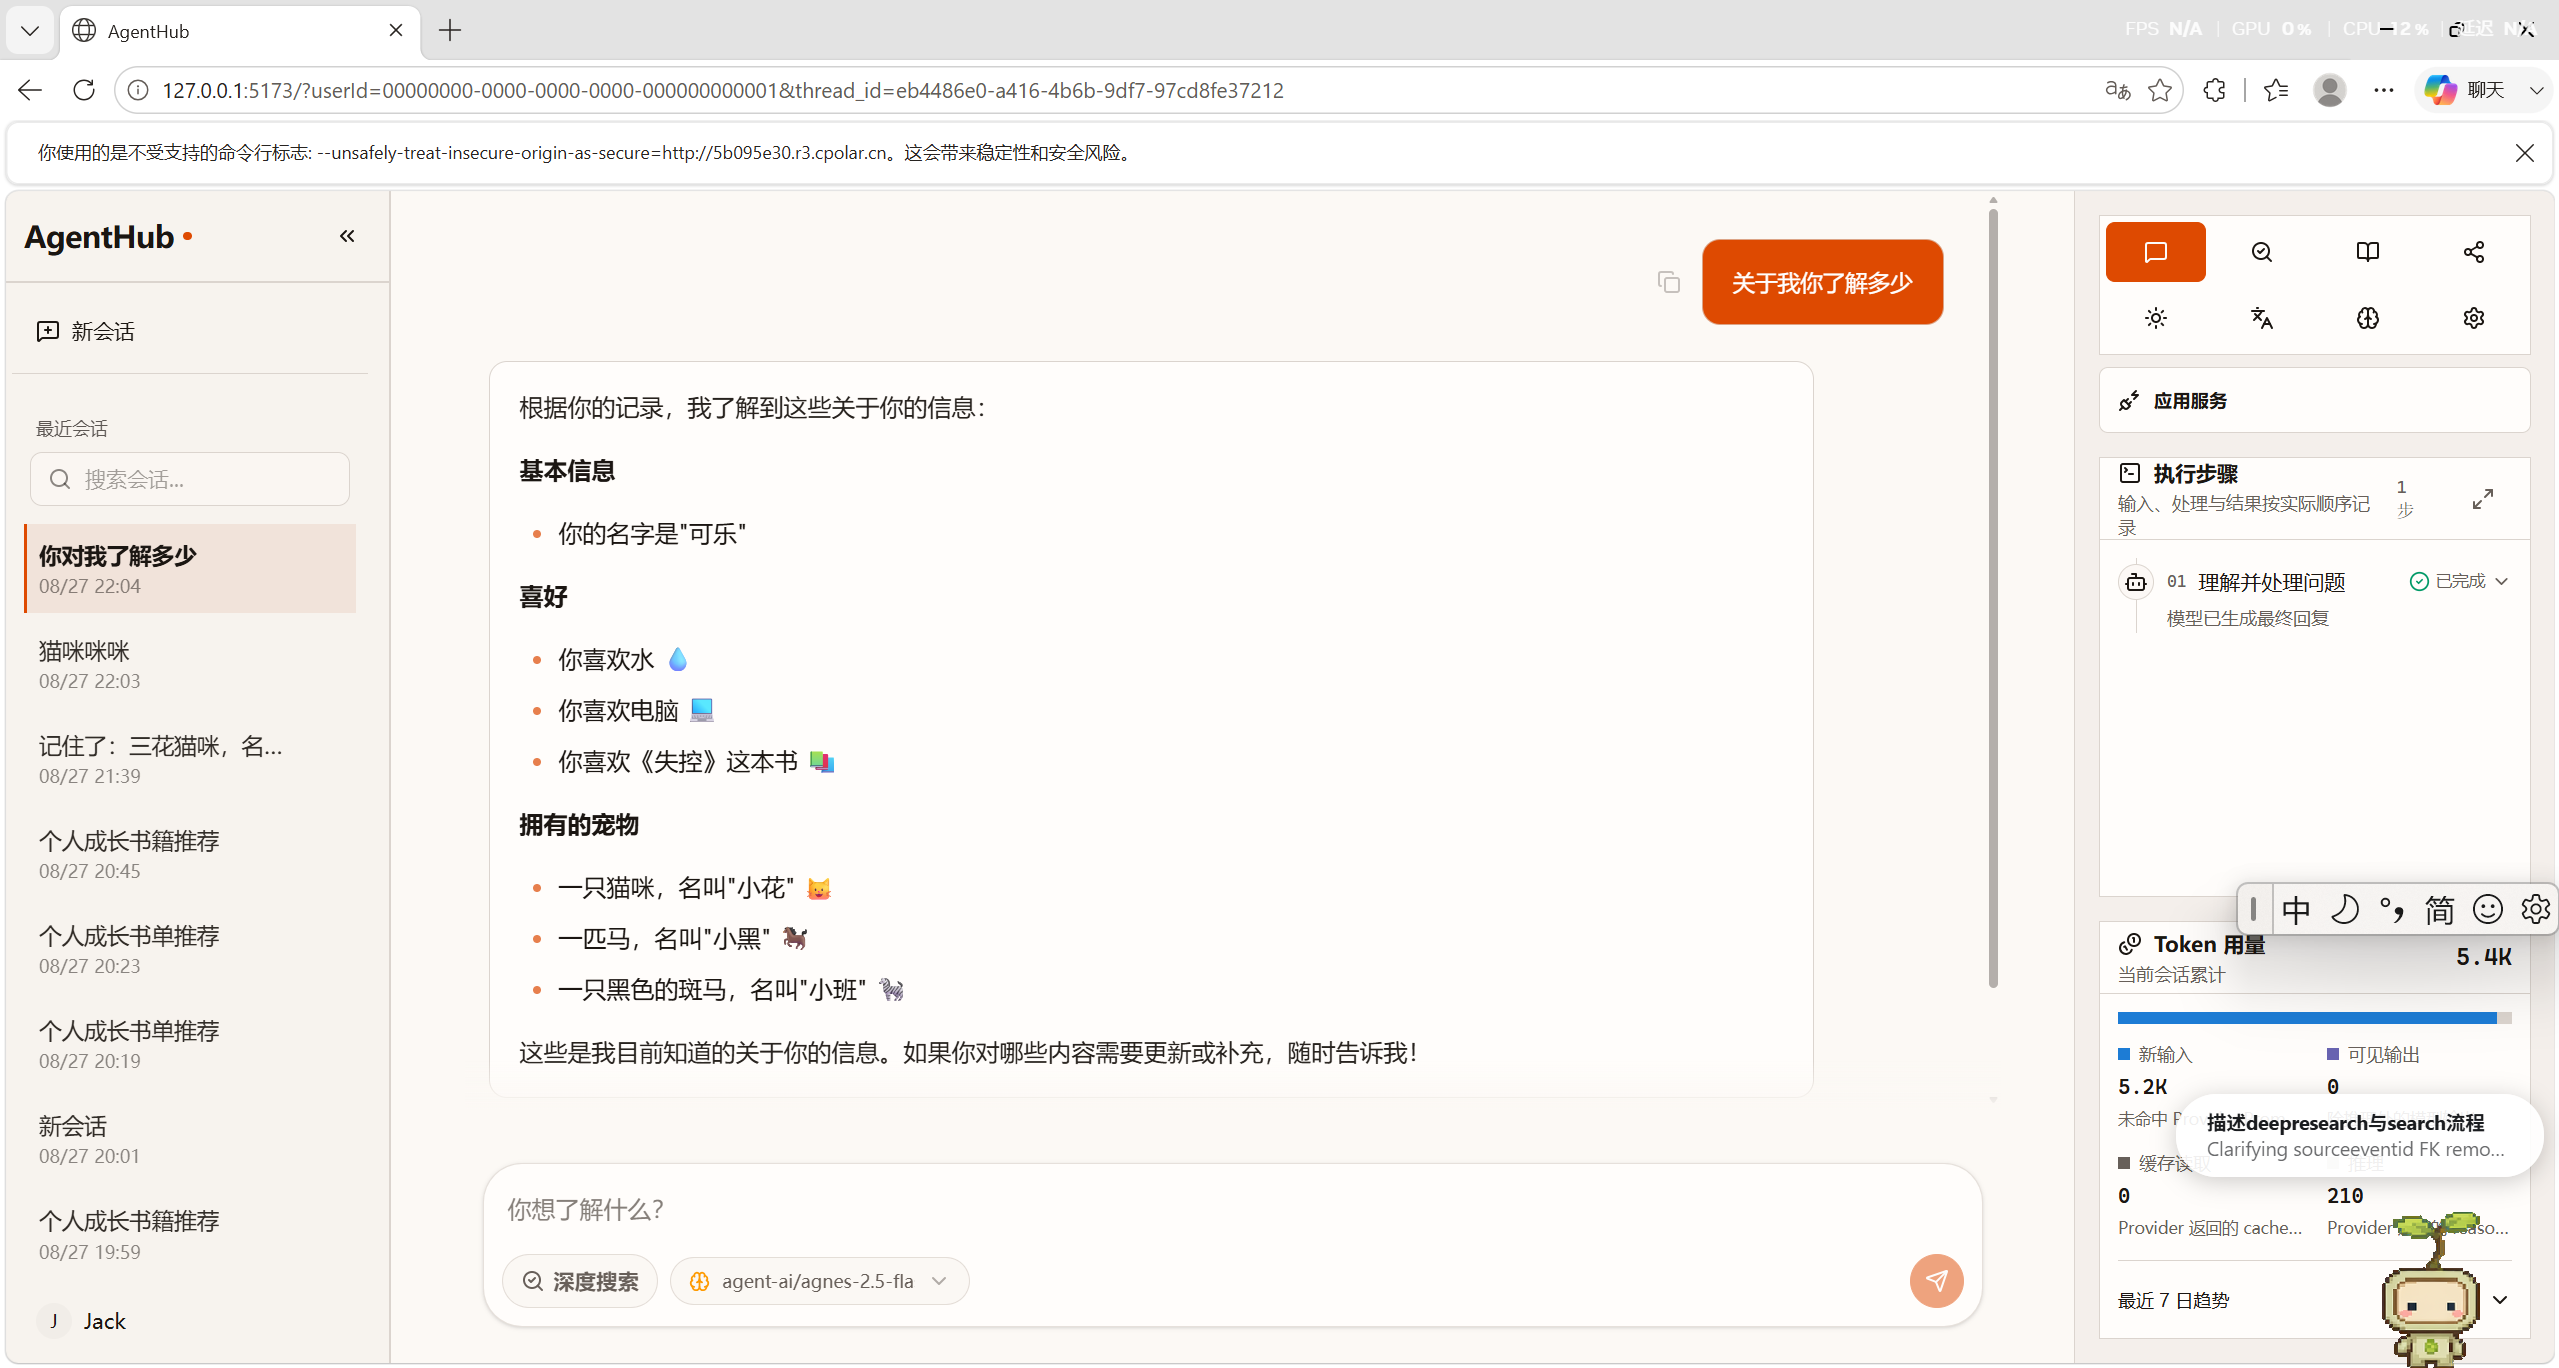 AgentHub
FPS N/A | GPU 0% | CPU 12% | 延迟 N/A
127.0.0.1:5173/?userId=00000000-0000-0000-0000-000000000001&thread_id=eb4486e0-a416-4b6b-9df7-97cd8fe37212
aあ
聊天
你使用的是不受支持的命令行标志: --unsafely-treat-insecure-origin-as-secure=http://5b095e30.r3.cpolar.cn。这会带来稳定性和安全风险。
AgentHub
新会话
最近会话
搜索会话...
你对我了解多少
08/27 22:04
猫咪咪咪
08/27 22:03
记住了：三花猫咪，名...
08/27 21:39
个人成长书籍推荐
08/27 20:45
个人成长书单推荐
08/27 20:23
个人成长书单推荐
08/27 20:19
新会话
08/27 20:01
个人成长书籍推荐
08/27 19:59
J Jack
关于我你了解多少
根据你的记录，我了解到这些关于你的信息：
基本信息
• 你的名字是"可乐"
喜好
• 你喜欢水 💧
• 你喜欢电脑 💻
• 你喜欢《失控》这本书 📚
拥有的宠物
• 一只猫咪，名叫"小花" 🐱
• 一匹马，名叫"小黑" 🐎
• 一只黑色的斑马，名叫"小班" 🦓
这些是我目前知道的关于你的信息。如果你对哪些内容需要更新或补充，随时告诉我！
你想了解什么？
深度搜索
agent-ai/agnes-2.5-fla
应用服务
执行步骤
输入、处理与结果按实际顺序记
录
1
步
01 理解并处理问题
已完成
模型已生成最终回复
中 简
Token 用量
当前会话累计
5.4K
新输入
5.2K
未命中
可见输出
0
描述deepresearch与search流程
Clarifying sourceeventid FK remo...
缓存读取
0
Provider 返回的 cache...
推理
210
Provider
最近 7 日趋势